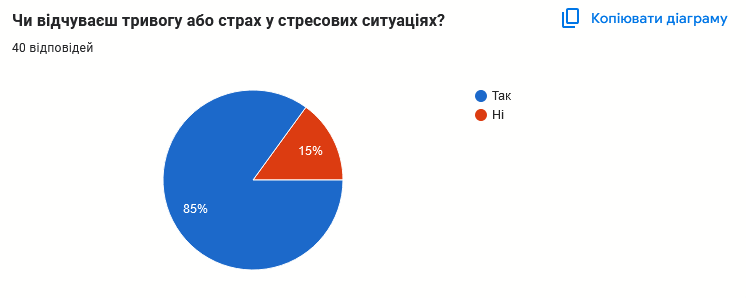 Чи відчуваєш тривогу або страх у стресових ситуаціях?
Копіювати діаграму
40 відповідей
Так
Ні
15%
85%